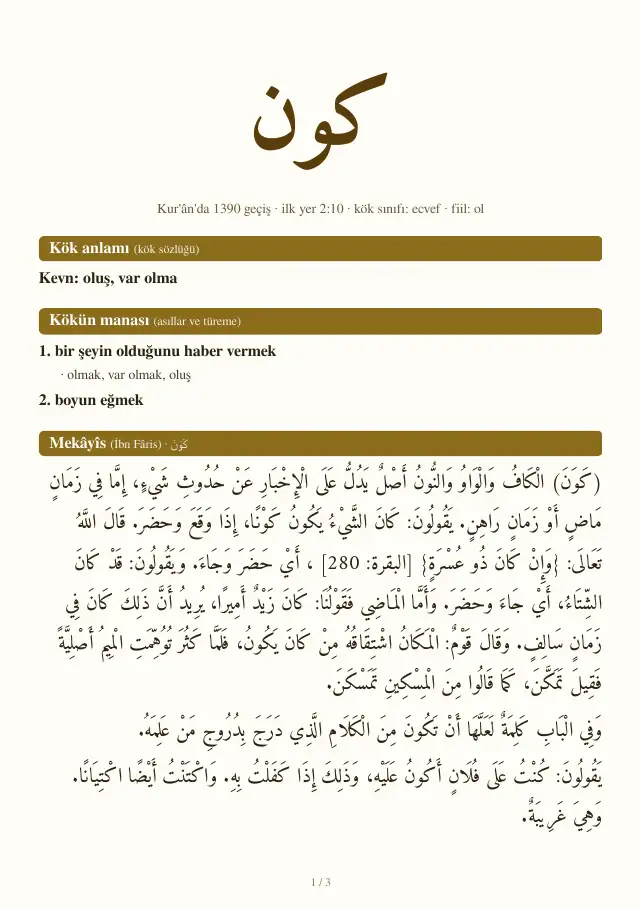 كون
Kur'ân'da 1390 geçiş · ilk yer 2:10 · kök sınıfı: ecvef · fiil: ol
Kök anlamı (kök sözlüğü)
Kevn: oluş, var olma
Kökün manası (asıllar ve türeme)
1. bir şeyin olduğunu haber vermek
· olmak, var olmak, oluş
2. boyun eğmek
Mekâyîs (İbn Fâris) · كَوَنَ
(كَوَنَ) الْكَافُ وَالْوَاوُ وَالنُّونُ أَصْلٌ يَدُلُّ عَلَى الْإِخْبَارِ عَنْ حُدُوثِ شَيْءٍ، إِمَّا فِي زَمَانٍ
مَاضٍ أَوْ زَمَانٍ رَاهِنٍ. يَقُولُونَ: كَانَ الشَّيْءُ يَكُونُ كَوْنًا، إِذَا وَقَعَ وَحَضَرَ. قَالَ اللَّهُ
تَعَالَى: {وَإِنْ كَانَ ذُو عُسْرَةٍ} [البقرة: 280] ، أَيْ حَضَرَ وَجَاءَ. وَيَقُولُونَ: قَدْ كَانَ
الشِّتَاءُ، أَيْ جَاءَ وَحَضَرَ. وَأَمَّا الْمَاضِي فَقَوْلُنَا: كَانَ زَيْدٌ أَمِيرًا، يُرِيدُ أَنَّ ذَلِكَ كَانَ فِي
زَمَانٍ سَالِفٍ. وَقَالَ قَوْمٌ: الْمَكَانُ اشْتِقَاقُهُ مِنْ كَانَ يَكُونُ، فَلَمَّا كَثُرَ تُوُهِّمَتِ الْمِيمُ أَصْلِيَّةً
فَقِيلَ تَمَكَّنَ، كَمَا قَالُوا مِنَ الْمِسْكِينِ تَمَسْكَنَ.
وَفِي الْبَابِ كَلِمَةٌ لَعَلَّهَا أَنْ تَكُونَ مِنَ الْكَلَامِ الَّذِي دَرَجَ بِدُرُوجِ مَنْ عَلِمَهُ.
يَقُولُونَ: كُنْتُ عَلَى فُلَانٍ أَكُونُ عَلَيْهِ، وَذَلِكَ إِذَا كَفَلْتُ بِهِ. وَاكْتَنْتُ أَيْضًا اكْتِيَانًا.
وَهِيَ غَرِيبَةٌ.
1 / 3